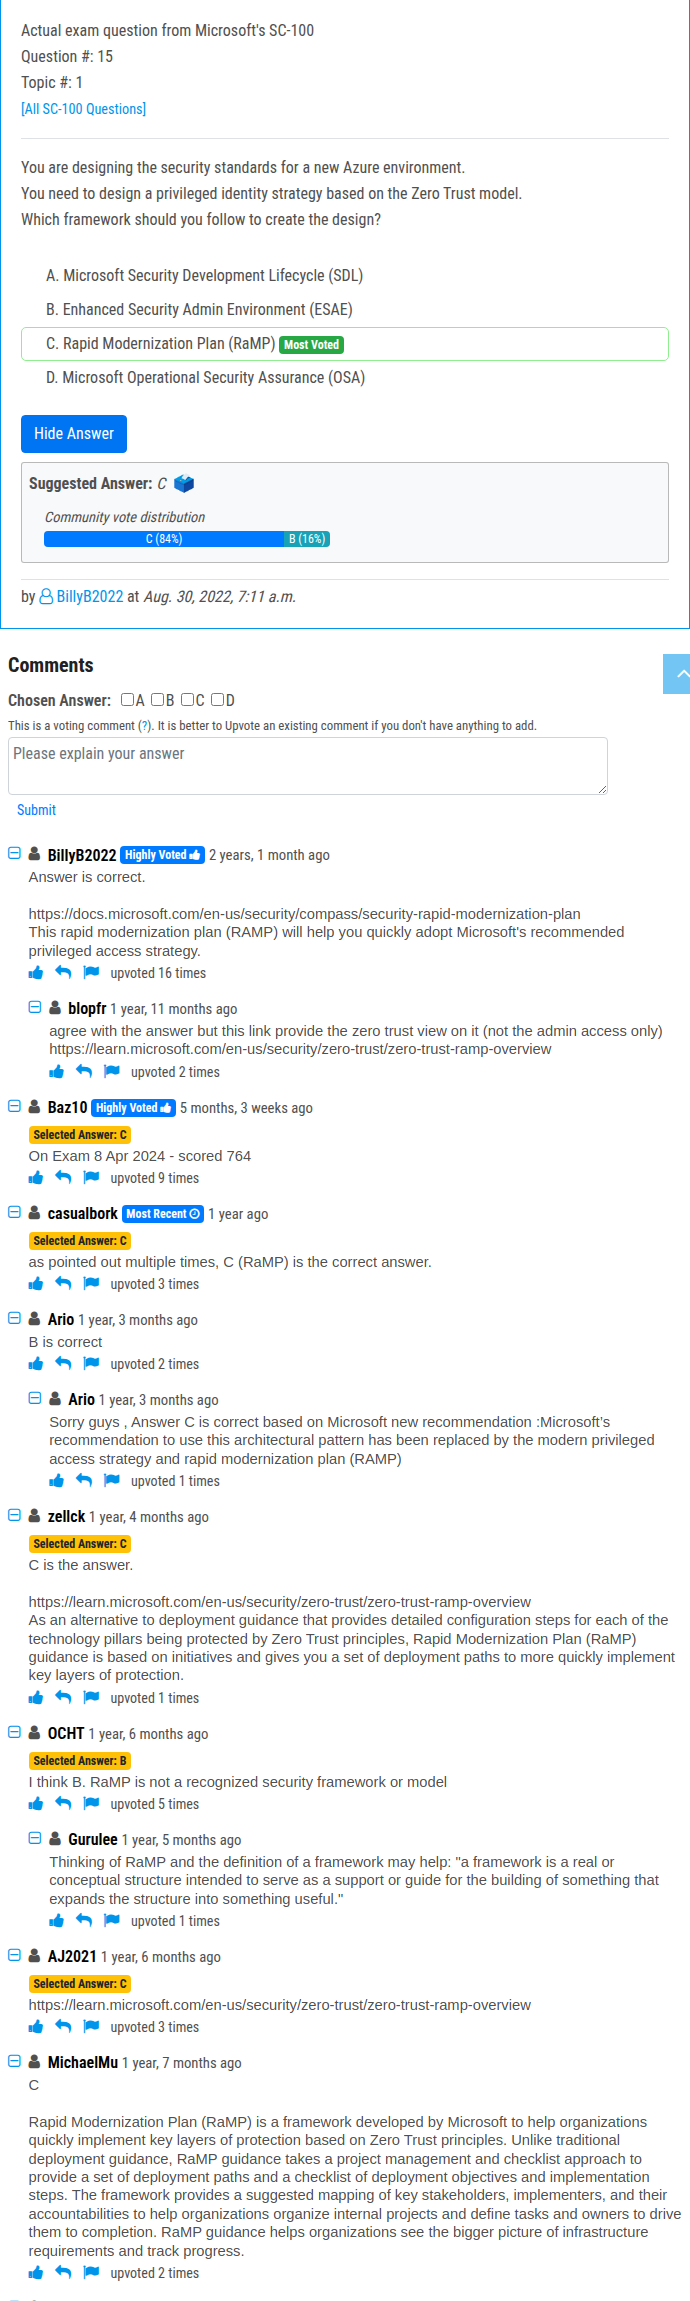 Actual exam question from Microsoft's SC-100
Question #: 15
Topic #: 1
[All SC-100 Questions]
You are designing the security standards for a new Azure environment.
You need to design a privileged identity strategy based on the Zero Trust model.
Which framework should you follow to create the design?
A. Microsoft Security Development Lifecycle (SDL)
B. Enhanced Security Admin Environment (ESAE)
C. Rapid Modernization Plan (RaMP) Most Voted
D. Microsoft Operational Security Assurance (OSA)
Hide Answer
Suggested Answer: C
Community vote distribution
C (84%) B (16%)
by BillyB2022 at Aug. 30, 2022, 7:11 a.m.
Comments
Chosen Answer: A B C D
This is a voting comment (?). It is better to Upvote an existing comment if you don't have anything to add.
Please explain your answer
Submit
BillyB2022 Highly Voted 2 years, 1 month ago
Answer is correct.
https://docs.microsoft.com/en-us/security/compass/security-rapid-modernization-plan
This rapid modernization plan (RAMP) will help you quickly adopt Microsoft's recommended
privileged access strategy.
upvoted 16 times
blopfr 1 year, 11 months ago
agree with the answer but this link provide the zero trust view on it (not the admin access only)
https://learn.microsoft.com/en-us/security/zero-trust/zero-trust-ramp-overview
upvoted 2 times
Baz10 Highly Voted 5 months, 3 weeks ago
Selected Answer: C
On Exam 8 Apr 2024 - scored 764
upvoted 9 times
casualbork Most Recent 1 year ago
Selected Answer: C
as pointed out multiple times, C (RaMP) is the correct answer.
upvoted 3 times
Ario 1 year, 3 months ago
B is correct
upvoted 2 times
Ario 1 year, 3 months ago
Sorry guys , Answer C is correct based on Microsoft new recommendation :Microsoft's
recommendation to use this architectural pattern has been replaced by the modern privileged
access strategy and rapid modernization plan (RAMP)
upvoted 1 times
zellck 1 year, 4 months ago
Selected Answer: C
C is the answer.
https://learn.microsoft.com/en-us/security/zero-trust/zero-trust-ramp-overview
As an alternative to deployment guidance that provides detailed configuration steps for each of the
technology pillars being protected by Zero Trust principles, Rapid Modernization Plan (RaMP)
guidance is based on initiatives and gives you a set of deployment paths to more quickly implement
key layers of protection.
upvoted 1 times
OCHT 1 year, 6 months ago
Selected Answer: B
I think B. RaMP is not a recognized security framework or model
upvoted 5 times
Gurulee 1 year, 5 months ago
Thinking of RaMP and the definition of a framework may help: "a framework is a real or
conceptual structure intended to serve as a support or guide for the building of something that
expands the structure into something useful."
upvoted 1 times
AJ2021 1 year, 6 months ago
Selected Answer: C
https://learn.microsoft.com/en-us/security/zero-trust/zero-trust-ramp-overview
upvoted 3 times
MichaelMu 1 year, 7 months ago
C
Rapid Modernization Plan (RaMP) is a framework developed by Microsoft to help organizations
quickly implement key layers of protection based on Zero Trust principles. Unlike traditional
deployment guidance, RaMP guidance takes a project management and checklist approach to
provide a set of deployment paths and a checklist of deployment objectives and implementation
steps. The framework provides a suggested mapping of key stakeholders, implementers, and their
accountabilities to help organizations organize internal projects and define tasks and owners to drive
them to completion. RaMP guidance helps organizations see the bigger picture of infrastructure
requirements and track progress.
upvoted 2 times